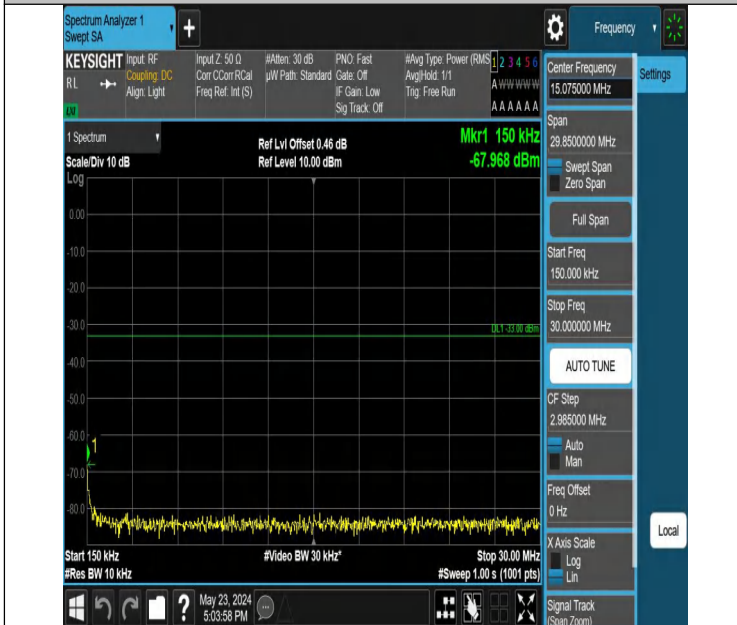 Spectrum Analyzer 1
Swept SA
+
Frequency
KEYSIGHT
RL
LNI
Input: RF
Coupling: DC
Align: Light
Input Z: 50 Ω
Corr CCorr RCal
Freq Ref: Int (S)
#Atten: 30 dB
µW Path: Standard
PNO: Fast
Gate: Off
IF Gain: Low
Sig Track: Off
#Avg Type: Power (RMS
Avg|Hold: 1/1
Trig: Free Run
1 2 3 4 5 6
A W W W W W
A A A A A A
1 Spectrum
Scale/Div 10 dB
Log
Ref Lvl Offset 0.46 dB
Ref Level 10.00 dBm
Mkr1 150 kHz
-67.968 dBm
0.00
-10.0
-20.0
-30.0
DL1 -33.00 dBm
-40.0
-50.0
-60.0
1
-70.0
-80.0
Start 150 kHz
#Res BW 10 kHz
#Video BW 30 kHz*
Stop 30.00 MHz
#Sweep 1.00 s (1001 pts)
Center Frequency
15.075000 MHz
Settings
Span
29.8500000 MHz
Swept Span
Zero Span
Full Span
Start Freq
150.000 kHz
Stop Freq
30.000000 MHz
AUTO TUNE
CF Step
2.985000 MHz
Auto
Man
Freq Offset
0 Hz
X Axis Scale
Log
Lin
Local
Signal Track
(Span Zoom)
?
May 23, 2024
5:03:58 PM